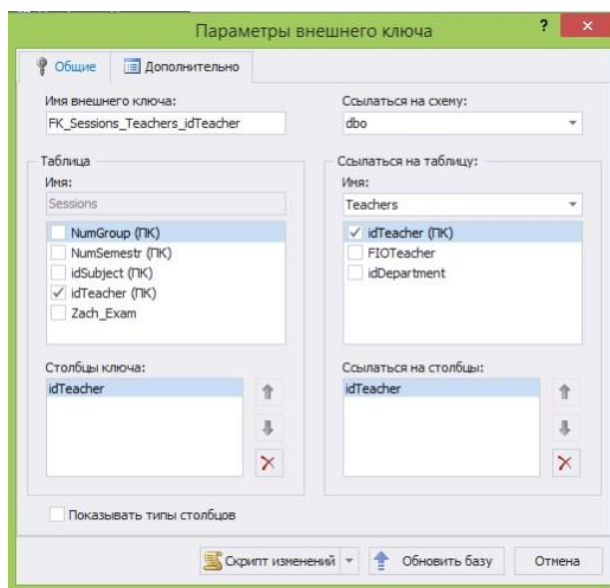 Параметры внешнего ключа
?
Общие
Дополнительно
Имя внешнего ключа:
FK_Sessions_Teachers_idTeacher
Ссылаться на схему:
dbo
Таблица
Имя:
Sessions
NumGroup (ПК)
NumSemestr (ПК)
idSubject (ПК)
idTeacher (ПК)
Zach_Exam
Столбцы ключа:
idTeacher
Ссылаться на таблицу:
Имя:
Teachers
idTeacher (ПК)
FIOTeacher
idDepartment
Ссылаться на столбцы:
idTeacher
Показывать типы столбцов
Скрипт изменений
Обновить базу
Отмена